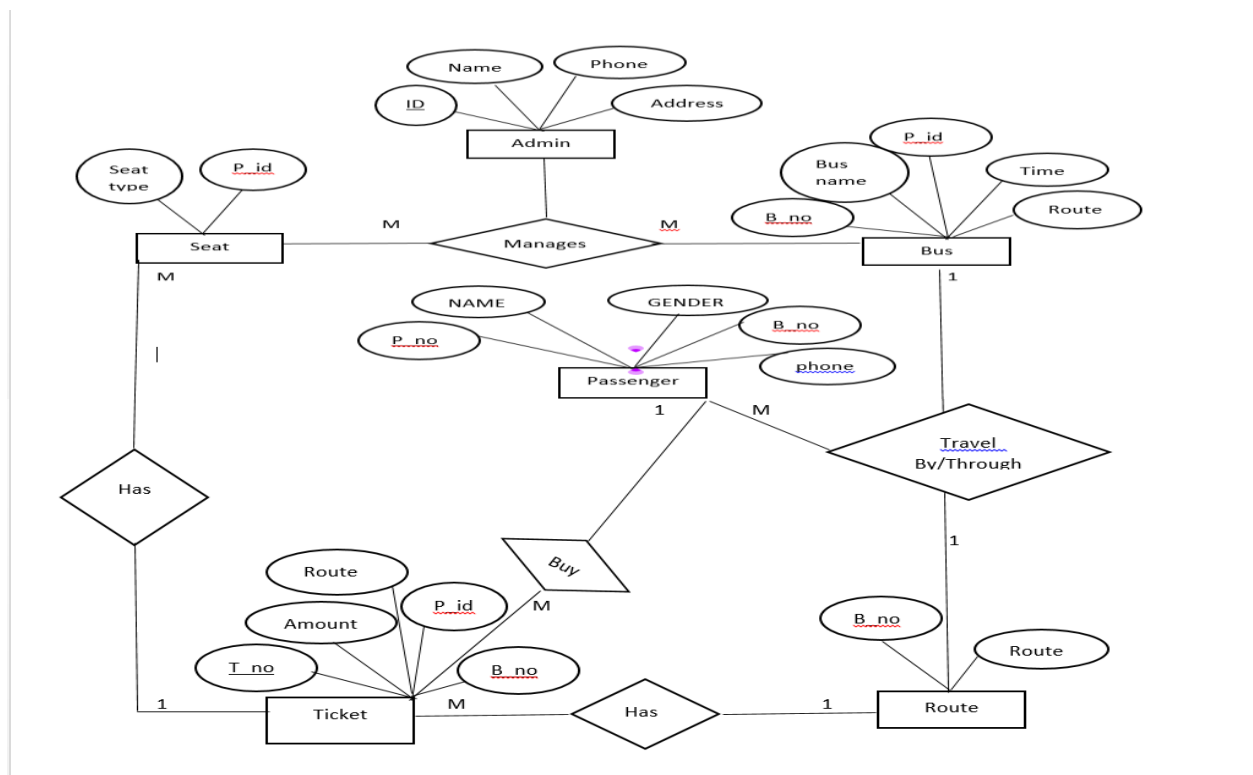 Name
Phone
ID
Address
Admin
P_id
Seat
type
P_id
Bus
name
Time
B_no
Route
M
M
Seat
Manages
Bus
M
1
NAME
GENDER
B_no
P_no
phone
Passenger
1
M
Travel
By/Through
Has
1
Buy
Route
P_id
M
Amount
B_no
T_no
B_no
Route
1
M
1
Ticket
Has
Route